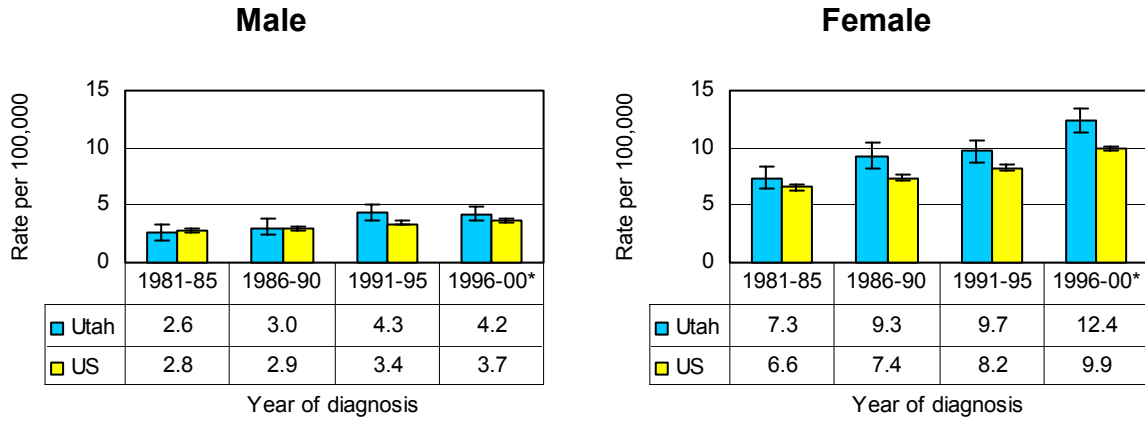 Male
Female
Rate per 100,000
15
10
5
0
1981-85 1986-90 1991-95 1996-00*
Utah 2.6 3.0 4.3 4.2
US 2.8 2.9 3.4 3.7
Year of diagnosis
Rate per 100,000
15
10
5
0
1981-85 1986-90 1991-95 1996-00*
Utah 7.3 9.3 9.7 12.4
US 6.6 7.4 8.2 9.9
Year of diagnosis